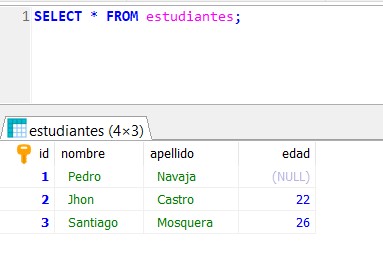 1 SELECT * FROM estudiantes;
estudiantes (4×3)
id nombre apellido edad
1 Pedro Navaja (NULL)
2 Jhon Castro 22
3 Santiago Mosquera 26